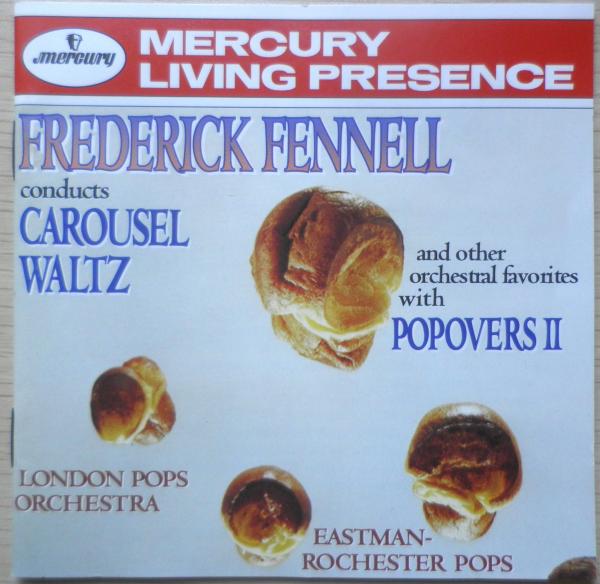 mercury
MERCURY
LIVING PRESENCE
FREDERICK FENNELL
conducts
CAROUSEL
WALTZ
and other
orchestral favorites
with
POPOVERS II
LONDON POPS
ORCHESTRA
EASTMAN-
ROCHESTER POPS